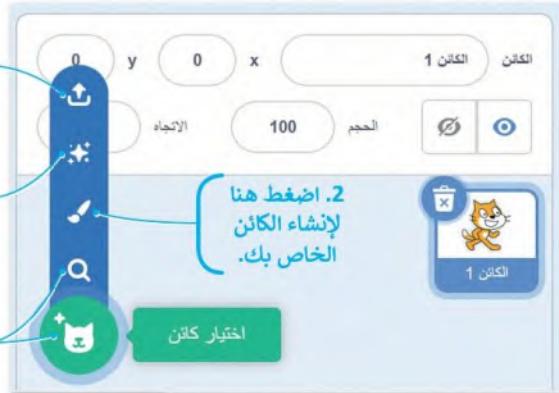 الكائن الكائن 1 x 0 y 0
الحجم 100 الاتجاه
2. اضغط هنا
لإنشاء الكائن
الخاص بك.
الكائن 1
اختيار كائن